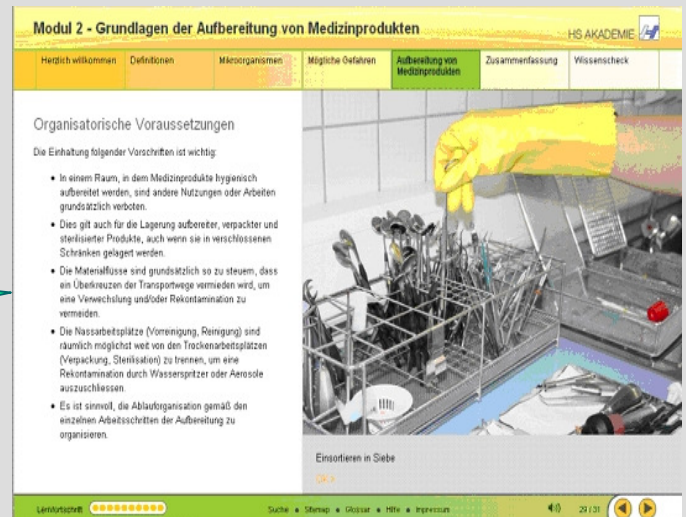 Modul 2 - Grundlagen der Aufbereitung von Medizinprodukten
HS AKADEMIE
Herzlich willkommen
Definitionen
Mikroorganismen
Mögliche Gefahren
Aufbereitung von
Medizinprodukten
Zusammenfassung
Wissenscheck
Organisatorische Voraussetzungen
Die Einhaltung folgender Vorschriften ist wichtig:
• In einem Raum, in dem Medizinprodukte hygienisch
aufbereitet werden, sind andere Nutzungen oder Arbeiten
grundsätzlich verboten.
• Dies gilt auch für die Lagerung aufbereiter, verpackter und
sterilisierter Produkte, auch wenn sie in verschlossenen
Schränken gelagert werden.
• Die Materialflüsse sind grundsätzlich so zu steuern, dass
ein Überkreuzen der Transportwege vermieden wird, um
eine Verwechslung und/oder Rekontamination zu
vermeiden.
• Die Nassarbeitsplätze (Vorreinigung, Reinigung) sind
räumlich möglichst weit von den Trockenarbeitsplätzen
(Verpackung, Sterilisation) zu trennen, um eine
Rekontamination durch Wasserspritzer oder Aerosole
auszuschliessen.
• Es ist sinnvoll, die Ablauforganisation gemäß den
einzelnen Arbeitsschritten der Aufbereitung zu
organisieren.
Einsortieren in Siebe
Lernfortschritt
Suche • Sitemap • Glossar • Hilfe • Impressum
29 / 31